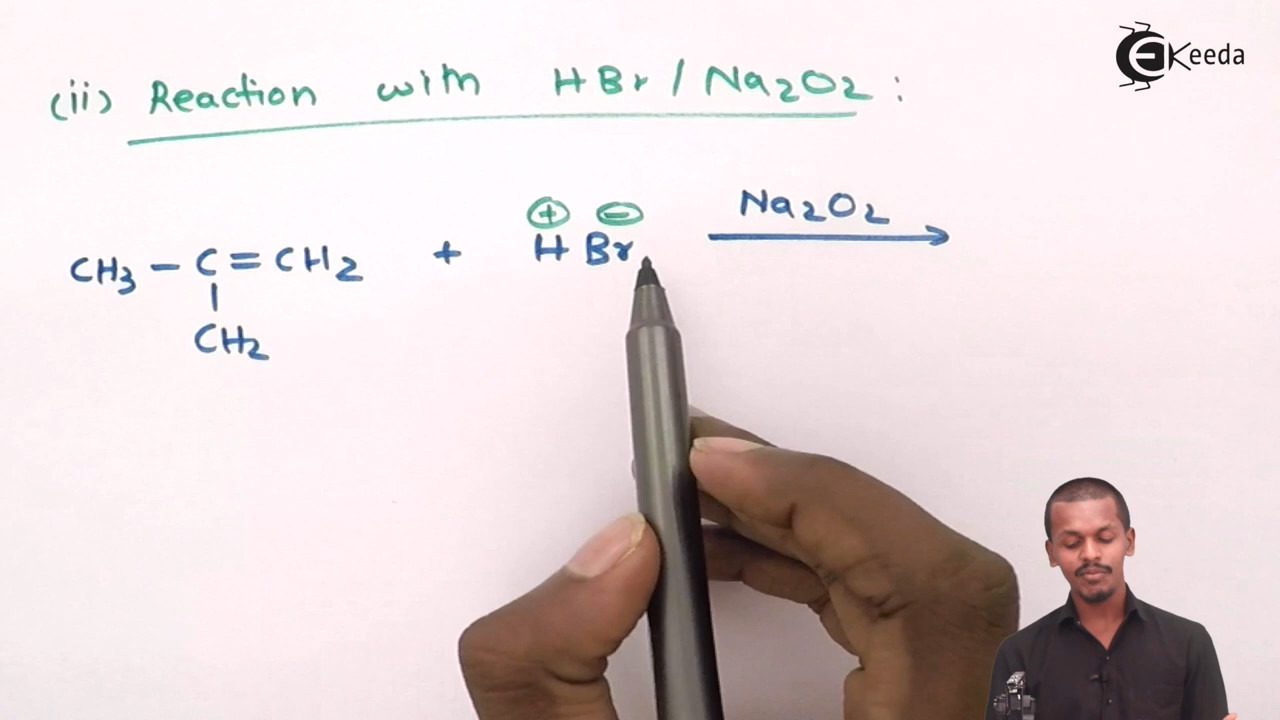 (ii) Reaction with HBr / Na2O2 :
EKeeda
Na2O2
+ −
CH3 − C = CH2 + H Br
|
CH2